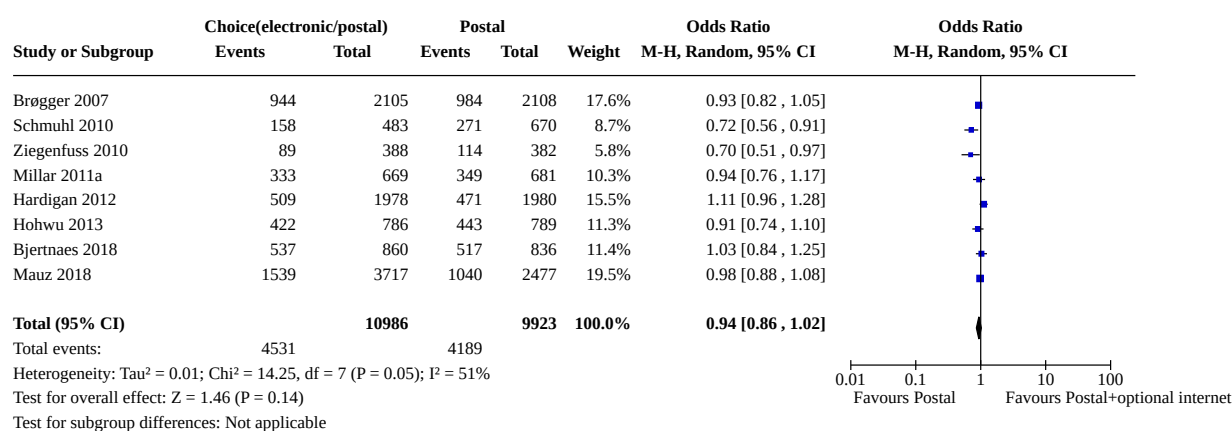 Choice(electronic/postal) Postal Odds Ratio Odds Ratio
Study or Subgroup Events Total Events Total Weight M-H, Random, 95% CI M-H, Random, 95% CI
Brøgger 2007 944 2105 984 2108 17.6% 0.93 [0.82 , 1.05]
Schmuhl 2010 158 483 271 670 8.7% 0.72 [0.56 , 0.91]
Ziegenfuss 2010 89 388 114 382 5.8% 0.70 [0.51 , 0.97]
Millar 2011a 333 669 349 681 10.3% 0.94 [0.76 , 1.17]
Hardigan 2012 509 1978 471 1980 15.5% 1.11 [0.96 , 1.28]
Hohwu 2013 422 786 443 789 11.3% 0.91 [0.74 , 1.10]
Bjertnaes 2018 537 860 517 836 11.4% 1.03 [0.84 , 1.25]
Mauz 2018 1539 3717 1040 2477 19.5% 0.98 [0.88 , 1.08]
Total (95% CI) 10986 9923 100.0% 0.94 [0.86 , 1.02]
Total events: 4531 4189
Heterogeneity: Tau² = 0.01; Chi² = 14.25, df = 7 (P = 0.05); I² = 51%
0.01 0.1 1 10 100
Test for overall effect: Z = 1.46 (P = 0.14) Favours Postal Favours Postal+optional internet
Test for subgroup differences: Not applicable